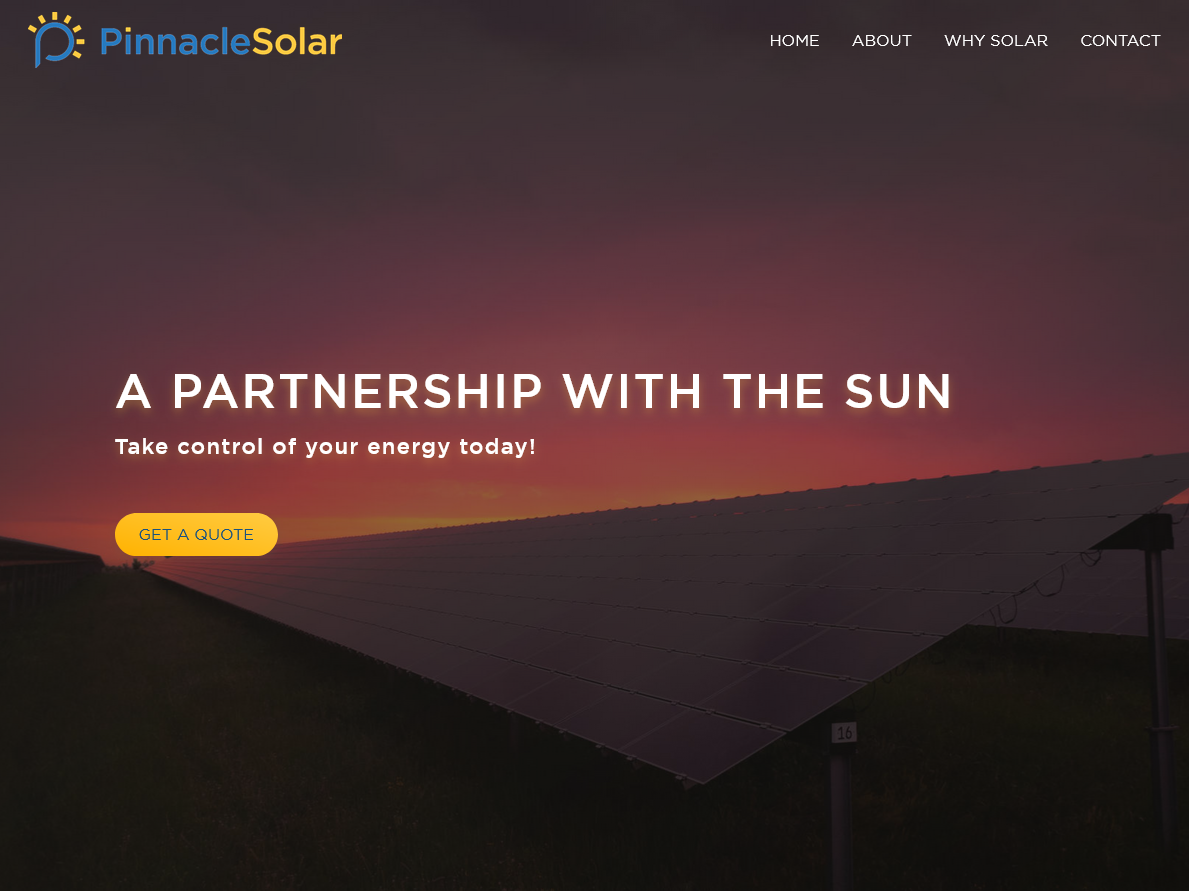 PinnacleSolar
HOME ABOUT WHY SOLAR CONTACT
A PARTNERSHIP WITH THE SUN
Take control of your energy today!
GET A QUOTE
16